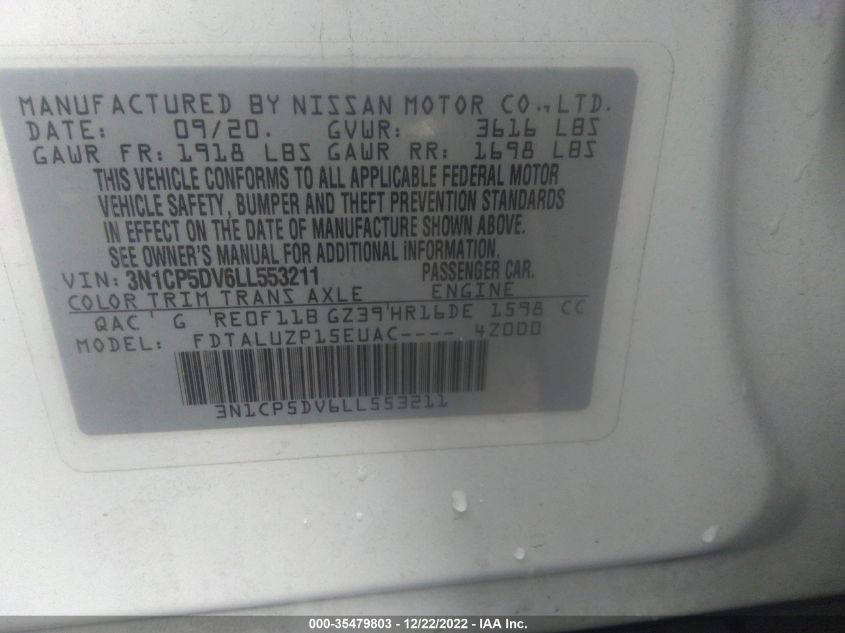 MANUFACTURED BY NISSAN MOTOR CO., LTD.
DATE: 09/20. GVWR: 3616 LBS
GAWR FR: 1918 LBS GAWR RR: 1698 LBS
THIS VEHICLE CONFORMS TO ALL APPLICABLE FEDERAL MOTOR
VEHICLE SAFETY, BUMPER AND THEFT PREVENTION STANDARDS
IN EFFECT ON THE DATE OF MANUFACTURE SHOWN ABOVE.
SEE OWNER'S MANUAL FOR ADDITIONAL INFORMATION.
VIN: 3N1CP5DV6LL553211 PASSENGER CAR.
COLOR TRIM TRANS AXLE ENGINE
QAC' G 'RE0F11B GZ39'HR16DE 1598 CC
MODEL: FDTALUZP15EUAC---- 4Z000
3N1CP5DV6LL553211
000-35479803 - 12/22/2022 - IAA Inc.